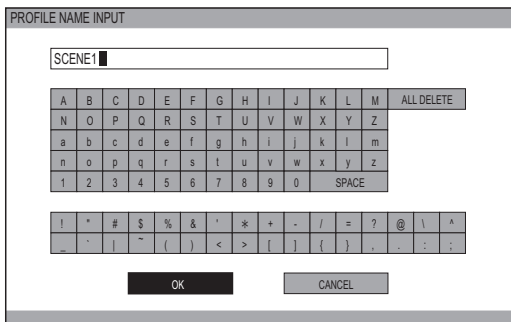 PROFILE NAME INPUT
SCENE1
A B C D E F G H I J K L M ALL DELETE
N O P Q R S T U V W X Y Z
a b c d e f g h i j k l m
n o p q r s t u v w x y z
1 2 3 4 5 6 7 8 9 0 SPACE
! " # $ % & ' * + - / = ? @ \ ^
_ ` | ~ ( ) < > [ ] { } , . : ;
OK CANCEL